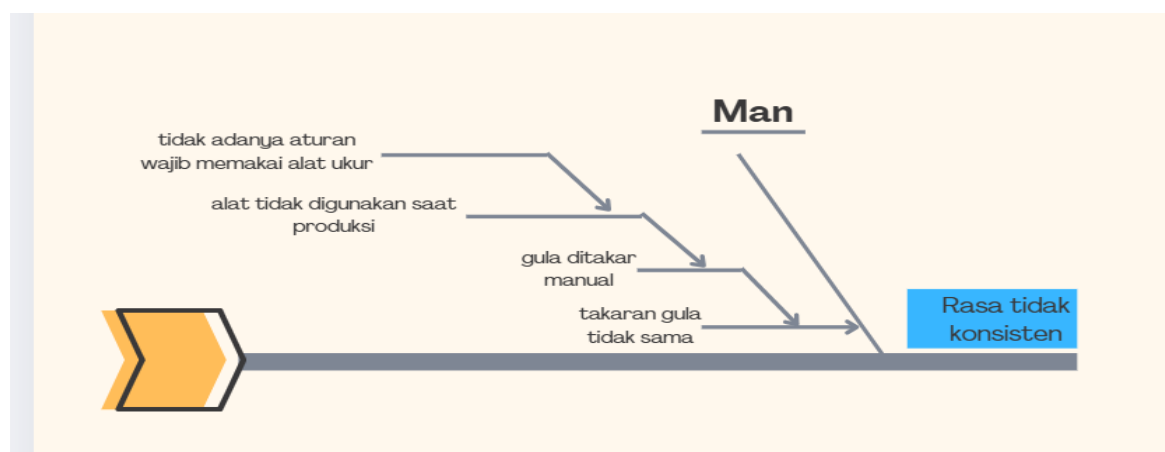 Man
tidak adanya aturan
wajib memakai alat ukur
alat tidak digunakan saat
produksi
gula ditakar
manual
takaran gula
tidak sama
Rasa tidak
konsisten